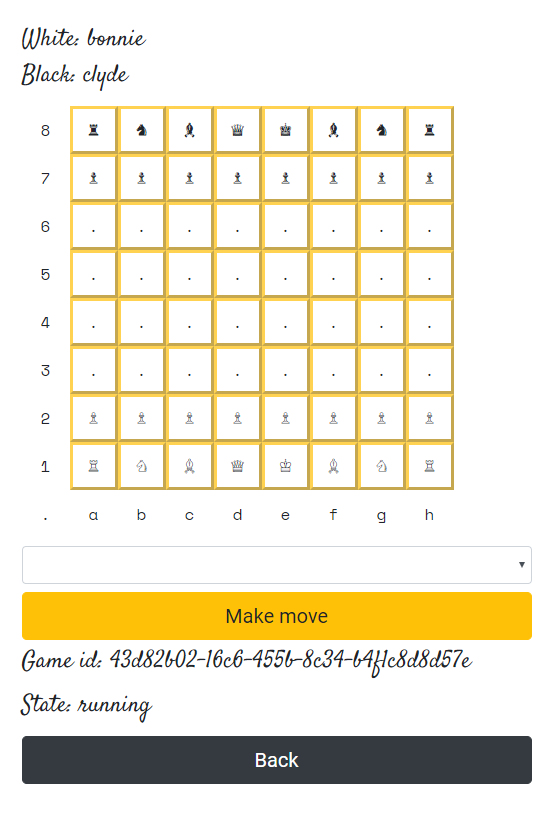 White: bonnie
Black: clyde
8 ♜ ♞ ♝ ♛ ♚ ♝ ♞ ♜
7 ♟ ♟ ♟ ♟ ♟ ♟ ♟ ♟
6 . . . . . . . .
5 . . . . . . . .
4 . . . . . . . .
3 . . . . . . . .
2 ♙ ♙ ♙ ♙ ♙ ♙ ♙ ♙
1 ♖ ♘ ♗ ♕ ♔ ♗ ♘ ♖
. a b c d e f g h
Make move
Game id: 43d82b02-16c6-455b-8c34-b4f1c8d8d57e
State: running
Back